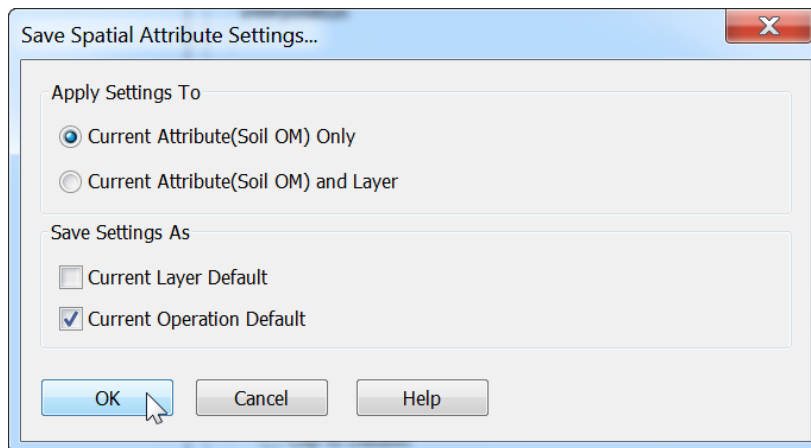 Save Spatial Attribute Settings...
Apply Settings To
Current Attribute(Soil OM) Only
Current Attribute(Soil OM) and Layer
Save Settings As
Current Layer Default
Current Operation Default
OK
Cancel
Help